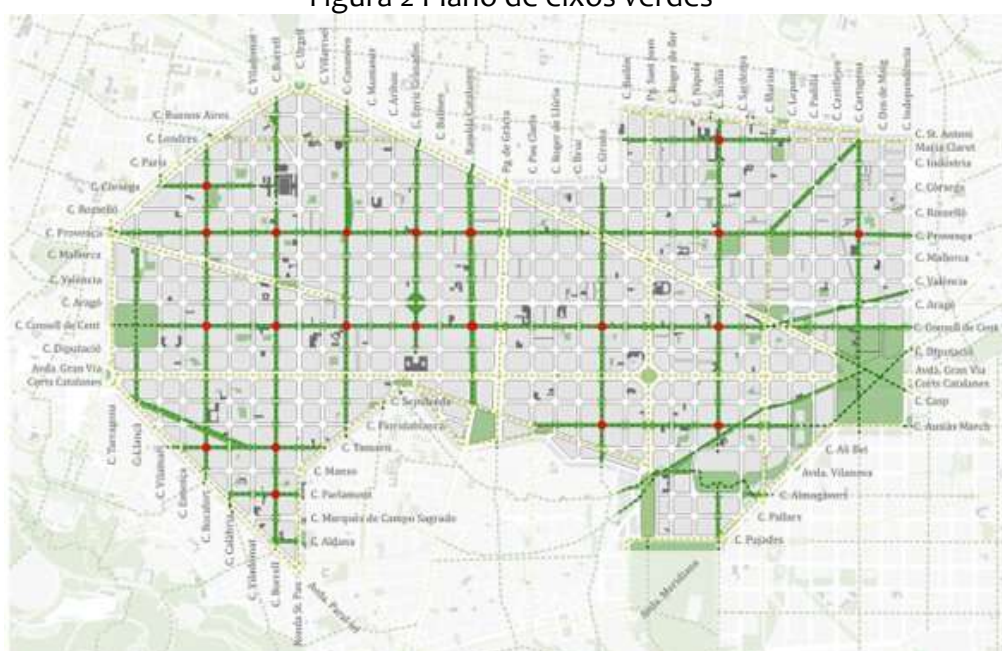 Figura 2 Plano de eixos verdes
C. Viladomat
C. Borrell
C. Urgell
C. Villarroel
C. Casanova
C. Muntaner
C. Aribau
C. Enric Granados
C. Balmes
Rambla Catalunya
Pg. de Gràcia
C. Pau Claris
C. Roger de Llúria
C. Bruc
C. Girona
C. Bailén
Pg. Sant Joan
C. Roger de flor
C. Nàpols
C. Sicília
C. Sardenya
C. Marina
C. Lepant
C. Padilla
C. Castillejos
C. Cartagena
C. Dos de Maig
C. Independència
C. Buenos Aires
C. Londres
C. París
C. Còrsega
C. Rosselló
C. Provença
C. Mallorca
C. València
C. Aragó
C. Consell de Cent
C. Diputació
Avda. Gran Via
Corts Catalanes
C. St. Antoni
Maria Claret
C. Indústria
C. Còrsega
C. Rosselló
C. Provença
C. Mallorca
C. València
C. Aragó
C. Consell de Cent
C. Diputació
Avda. Gran Via
Corts Catalanes
C. Casp
C. Ausiàs March
C. Ali Bei
Avda. Vilanova
C. Almogàvers
C. Pallars
C. Pujades
Avda. Meridiana
C. Sepúlveda
C. Floridablanca
C. Tamarit
C. Manso
C. Parlament
C. Marquès de Campo Sagrado
C. Aldana
C. Tarragona
C. Llançà
C. Vilamarí
C. Entença
C. Rocafort
C. Calàbria
C. Viladomat
C. Borrell
Ronda St. Pau
Avda. Paral·lel